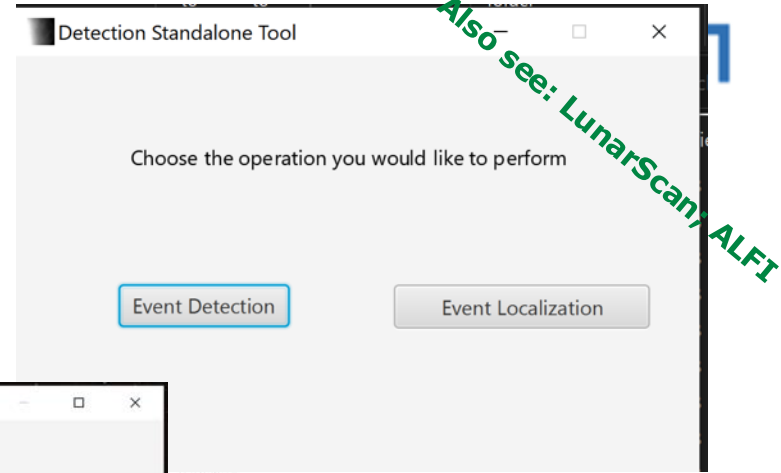 Detection Standalone Tool
Also see: LunarScan; ALFI
Choose the operation you would like to perform
Event Detection
Event Localization